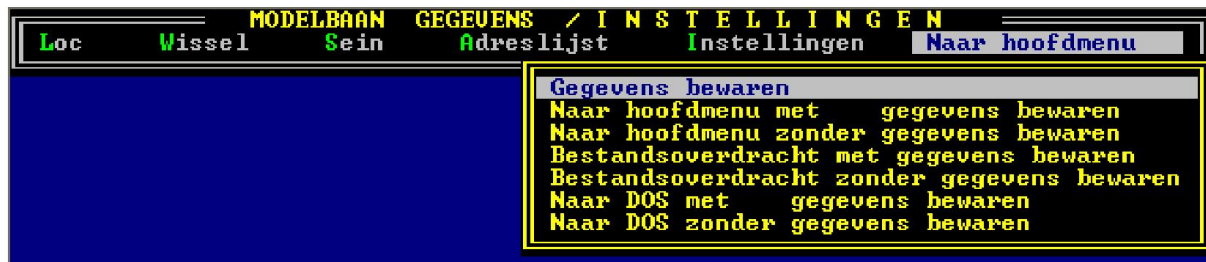 MODELBAAN GEGEVENS / I N S T E L L I N G E N
Loc Wissel Sein Adreslijst Instellingen Naar hoofdmenu
Gegevens bewaren
Naar hoofdmenu met gegevens bewaren
Naar hoofdmenu zonder gegevens bewaren
Bestandsoverdracht met gegevens bewaren
Bestandsoverdracht zonder gegevens bewaren
Naar DOS met gegevens bewaren
Naar DOS zonder gegevens bewaren